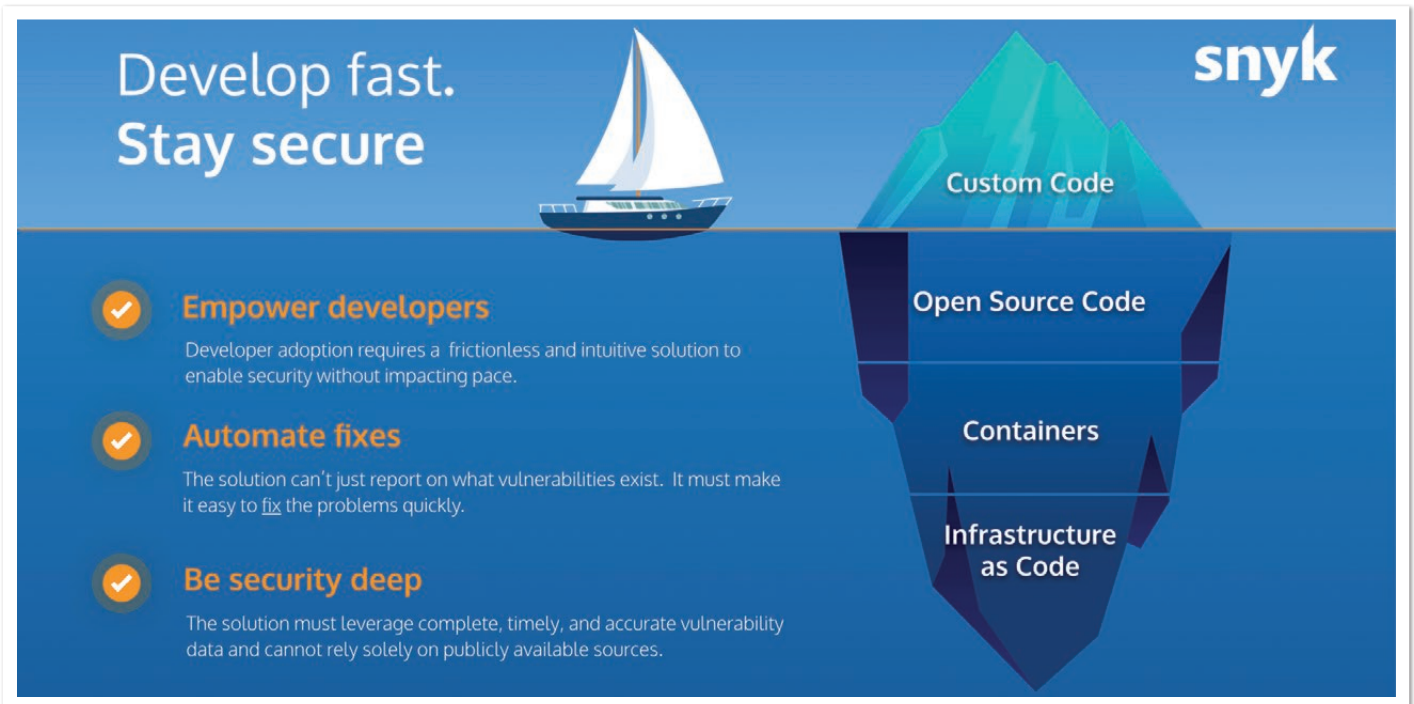 Develop fast.
Stay secure
snyk
Custom Code
Empower developers
Developer adoption requires a frictionless and intuitive solution to
enable security without impacting pace.
Automate fixes
The solution can't just report on what vulnerabilities exist. It must make
it easy to fix the problems quickly.
Be security deep
The solution must leverage complete, timely, and accurate vulnerability
data and cannot rely solely on publicly available sources.
Open Source Code
Containers
Infrastructure
as Code